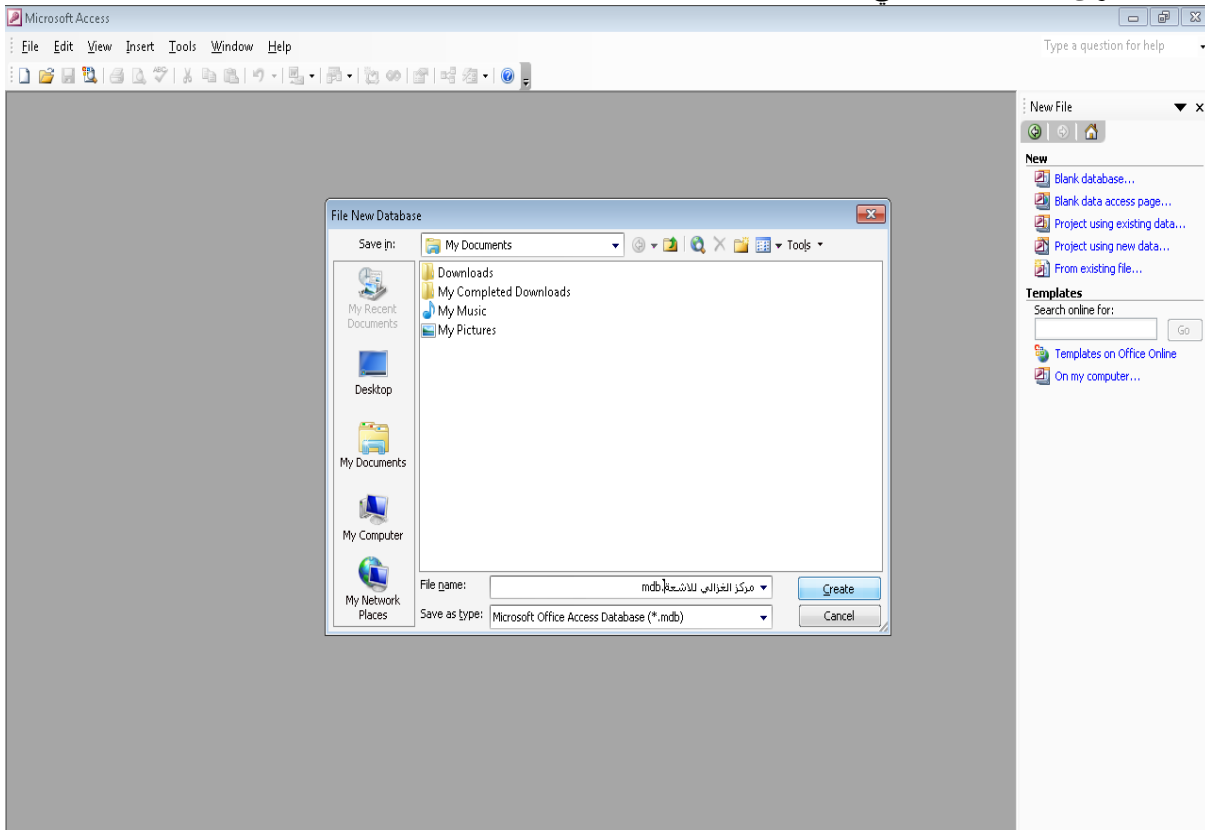 Microsoft Access
File Edit View Insert Tools Window Help
Type a question for help
New File
New
Blank database...
Blank data access page...
Project using existing data...
Project using new data...
From existing file...
Templates
Search online for:
Go
Templates on Office Online
On my computer...
File New Database
Save in:
My Documents
Tools
My Recent
Documents
Desktop
My Documents
My Computer
My Network
Places
Downloads
My Completed Downloads
My Music
My Pictures
File name:
مركز الغزالي للاشعة.mdb
Create
Save as type:
Microsoft Office Access Database (*.mdb)
Cancel